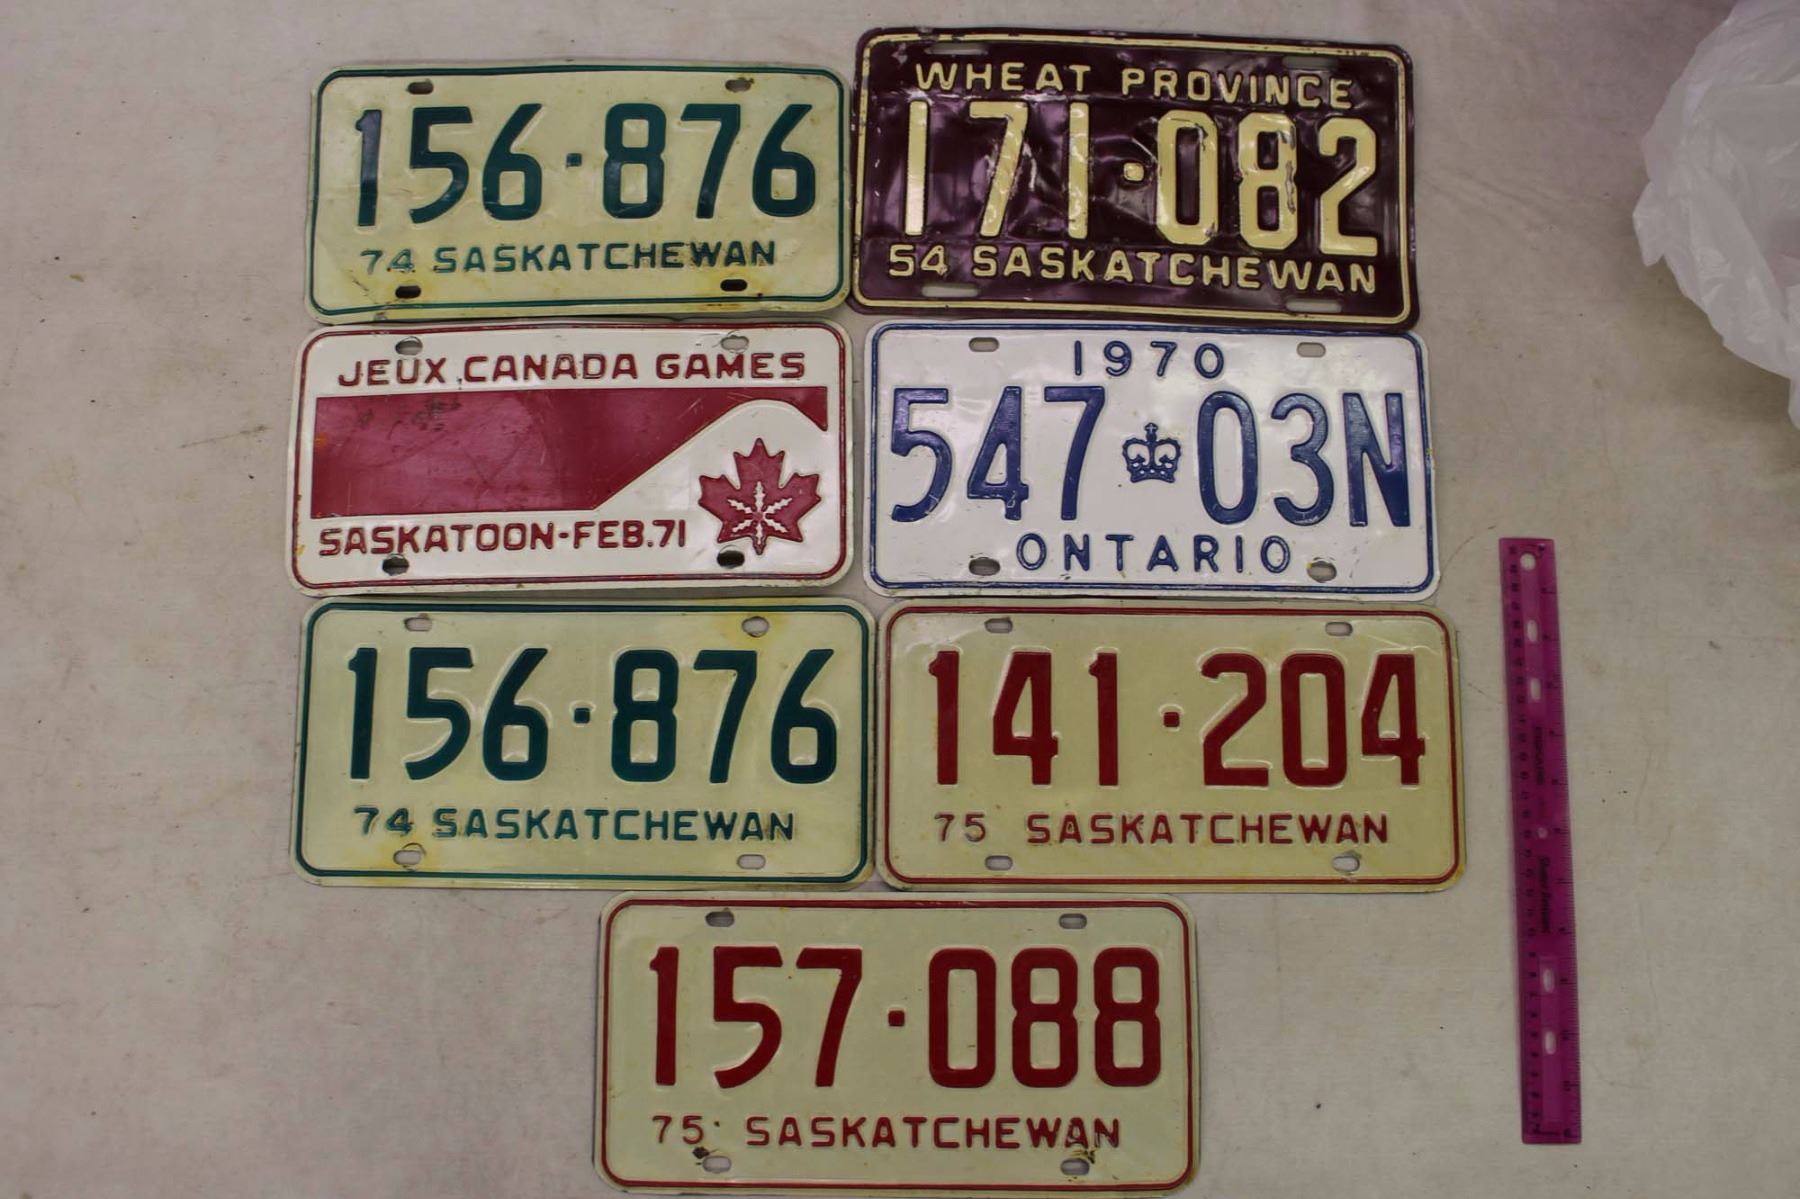 156·876
74 SASKATCHEWAN
WHEAT PROVINCE
171·082
54 SASKATCHEWAN
JEUX CANADA GAMES
SASKATOON-FEB.71
1970
547 03N
ONTARIO
156·876
74 SASKATCHEWAN
141·204
75 SASKATCHEWAN
157·088
75 SASKATCHEWAN